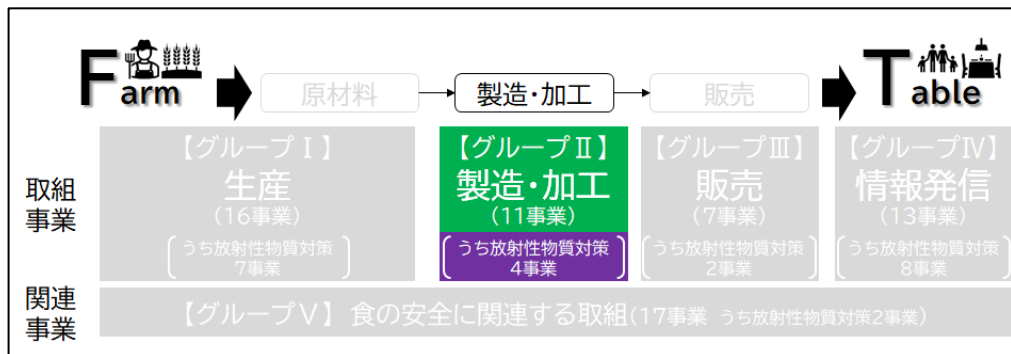 Farm
原材料
製造・加工
販売
Table
取組
事業
【グループⅠ】
生産
(16事業)
うち放射性物質対策
7事業
【グループⅡ】
製造・加工
(11事業)
うち放射性物質対策
4事業
【グループⅢ】
販売
(7事業)
うち放射性物質対策
2事業
【グループⅣ】
情報発信
(13事業)
うち放射性物質対策
8事業
関連
事業
【グループⅤ】食の安全に関連する取組(17事業 うち放射性物質対策2事業)